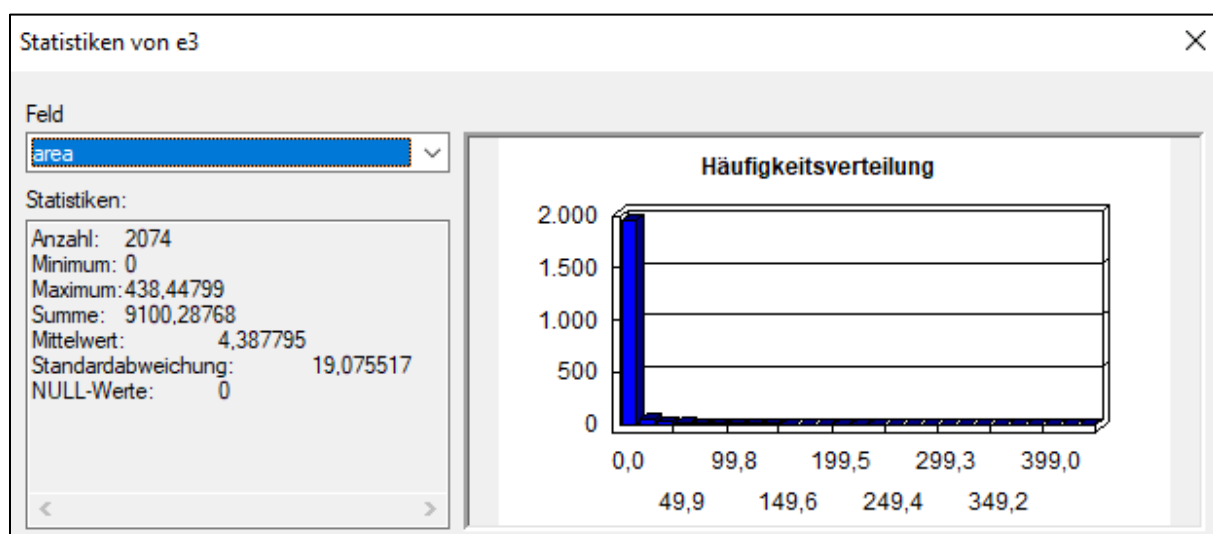 Statistiken von e3
Feld
area
Statistiken:
Anzahl: 2074
Minimum: 0
Maximum: 438,44799
Summe: 9100,28768
Mittelwert: 4,387795
Standardabweichung: 19,075517
NULL-Werte: 0
Häufigkeitsverteilung
2.000
1.500
1.000
500
0
0,0 99,8 199,5 299,3 399,0
49,9 149,6 249,4 349,2